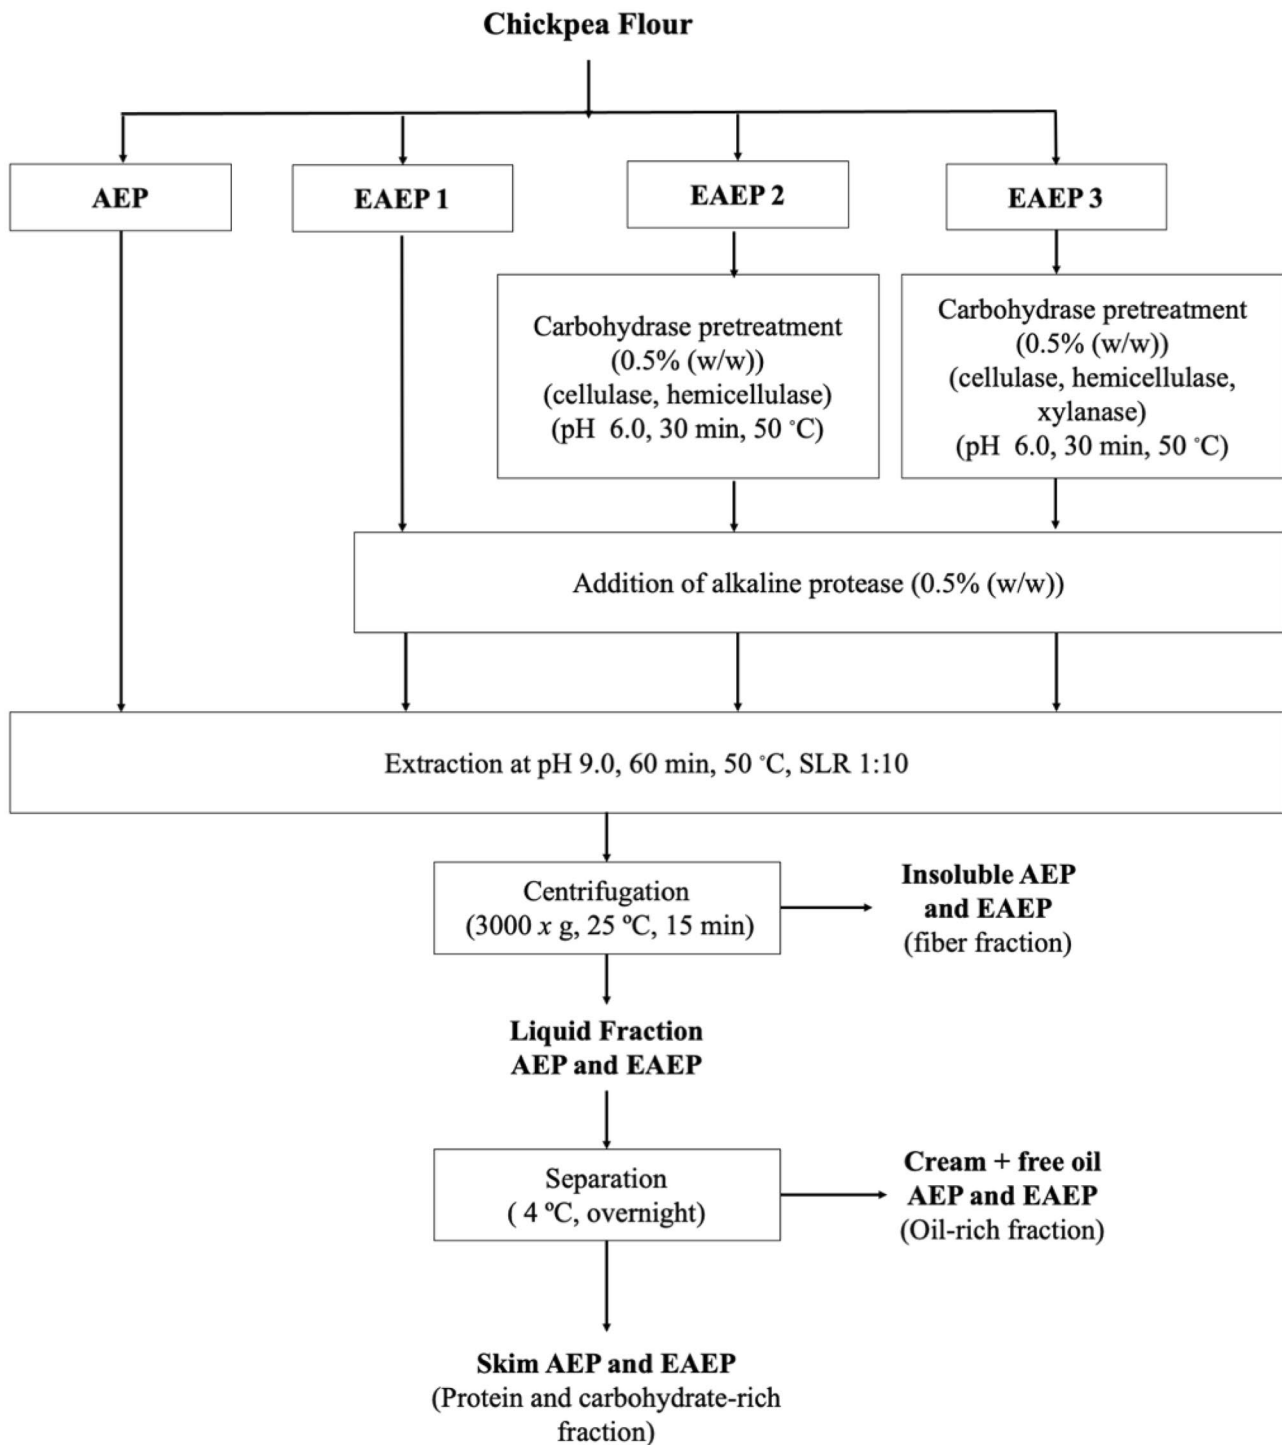 Chickpea Flour
AEP
EAEP 1
EAEP 2
EAEP 3
Carbohydrase pretreatment
(0.5% (w/w))
(cellulase, hemicellulase)
(pH 6.0, 30 min, 50 °C)
Carbohydrase pretreatment
(0.5% (w/w))
(cellulase, hemicellulase,
xylanase)
(pH 6.0, 30 min, 50 °C)
Addition of alkaline protease (0.5% (w/w))
Extraction at pH 9.0, 60 min, 50 °C, SLR 1:10
Centrifugation
(3000 x g, 25 ºC, 15 min)
Insoluble AEP
and EAEP
(fiber fraction)
Liquid Fraction
AEP and EAEP
Separation
( 4 ºC, overnight)
Cream + free oil
AEP and EAEP
(Oil-rich fraction)
Skim AEP and EAEP
(Protein and carbohydrate-rich
fraction)